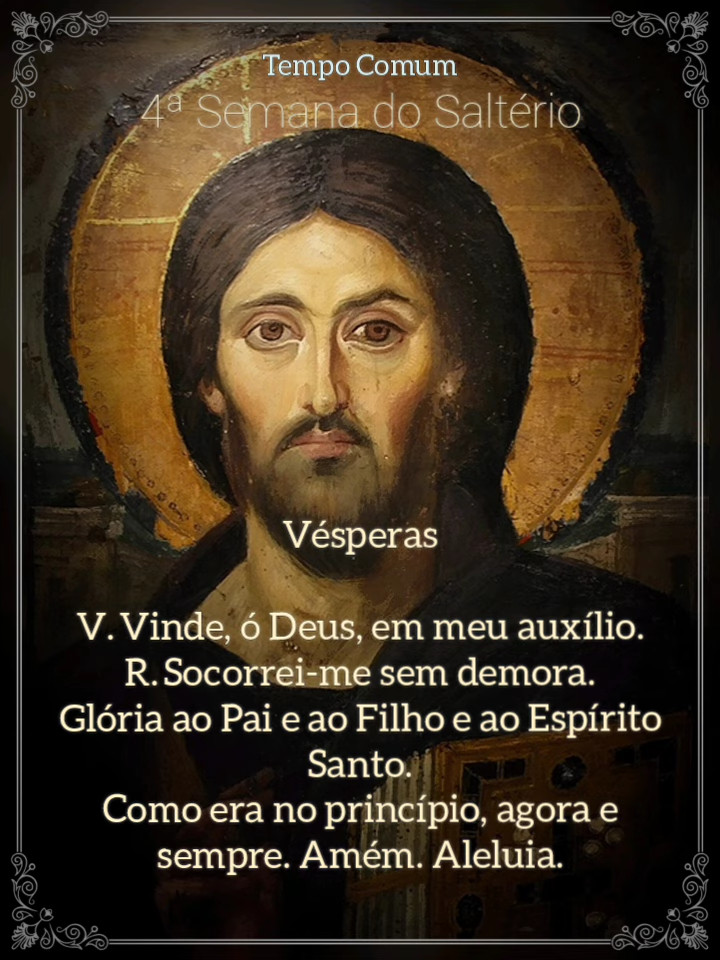 Tempo Comum
4ª Semana do Saltério
Vésperas
V. Vinde, ó Deus, em meu auxílio.
R. Socorrei-me sem demora.
Glória ao Pai e ao Filho e ao Espírito
Santo.
Como era no princípio, agora e
sempre. Amém. Aleluia.